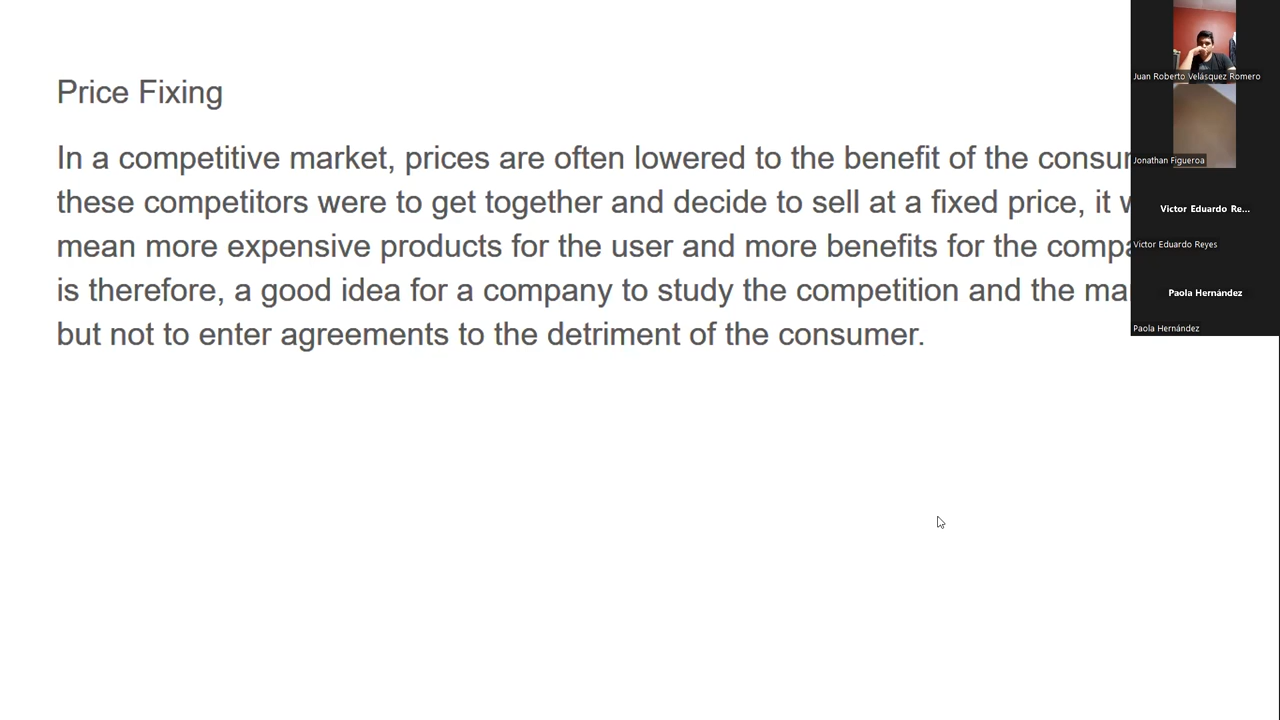 Price Fixing
In a competitive market, prices are often lowered to the benefit of the
these competitors were to get together and decide to sell at a fixed price, it
mean more expensive products for the user and more benefits for the
is therefore, a good idea for a company to study the competition and the
but not to enter agreements to the detriment of the consumer.
Juan Roberto Velásquez Romero
Jonathan Figueroa
Victor Eduardo Re...
Victor Eduardo Reyes
Paola Hernández
Paola Hernández